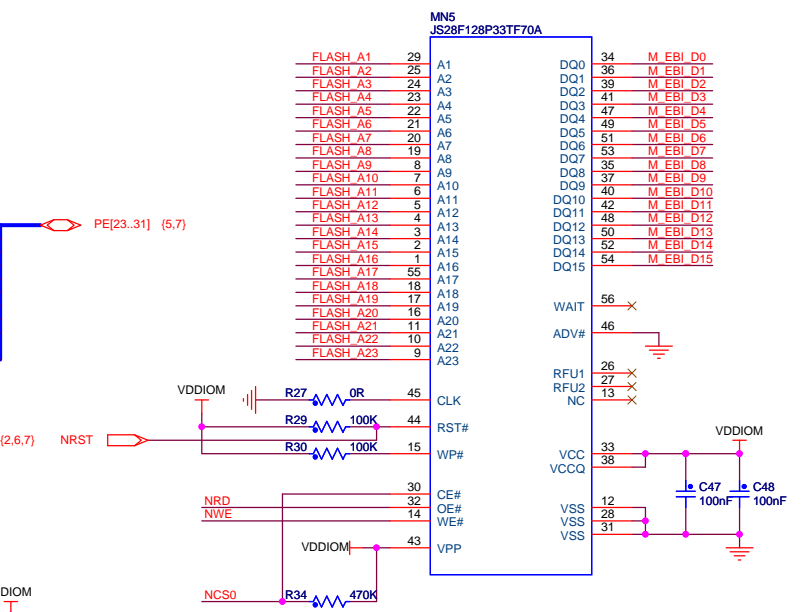 MN5
JS28F128P33TF70A
FLASH_A1 29 A1 DQ0 34 M_EBI_D0
FLASH_A2 25 A2 DQ1 36 M_EBI_D1
FLASH_A3 24 A3 DQ2 39 M_EBI_D2
FLASH_A4 23 A4 DQ3 41 M_EBI_D3
FLASH_A5 22 A5 DQ4 47 M_EBI_D4
FLASH_A6 21 A6 DQ5 49 M_EBI_D5
FLASH_A7 20 A7 DQ6 51 M_EBI_D6
FLASH_A8 19 A8 DQ7 53 M_EBI_D7
FLASH_A9 8 A9 DQ8 35 M_EBI_D8
FLASH_A10 7 A10 DQ9 37 M_EBI_D9
FLASH_A11 6 A11 DQ10 40 M_EBI_D10
FLASH_A12 5 A12 DQ11 42 M_EBI_D11
FLASH_A13 4 A13 DQ12 48 M_EBI_D12
FLASH_A14 3 A14 DQ13 50 M_EBI_D13
FLASH_A15 2 A15 DQ14 52 M_EBI_D14
FLASH_A16 1 A16 DQ15 54 M_EBI_D15
FLASH_A17 55 A17
FLASH_A18 18 A18
FLASH_A19 17 A19 WAIT 56
FLASH_A20 16 A20
FLASH_A21 11 A21 ADV# 46
FLASH_A22 10 A22
FLASH_A23 9 A23
PE[23..31] {5,7}
RFU1 26
RFU2 27
NC 13
VDDIOM
R27 0R 45 CLK
R29 100K 44 RST#
{2,6,7} NRST
R30 100K 15 WP#
VDDIOM
VCC 33
VCCQ 38
C47 100nF
C48 100nF
30 CE#
NRD 32 OE#
NWE 14 WE#
VSS 12
VSS 28
VSS 31
VDDIOM 43 VPP
NCS0 R34 470K
DIOM